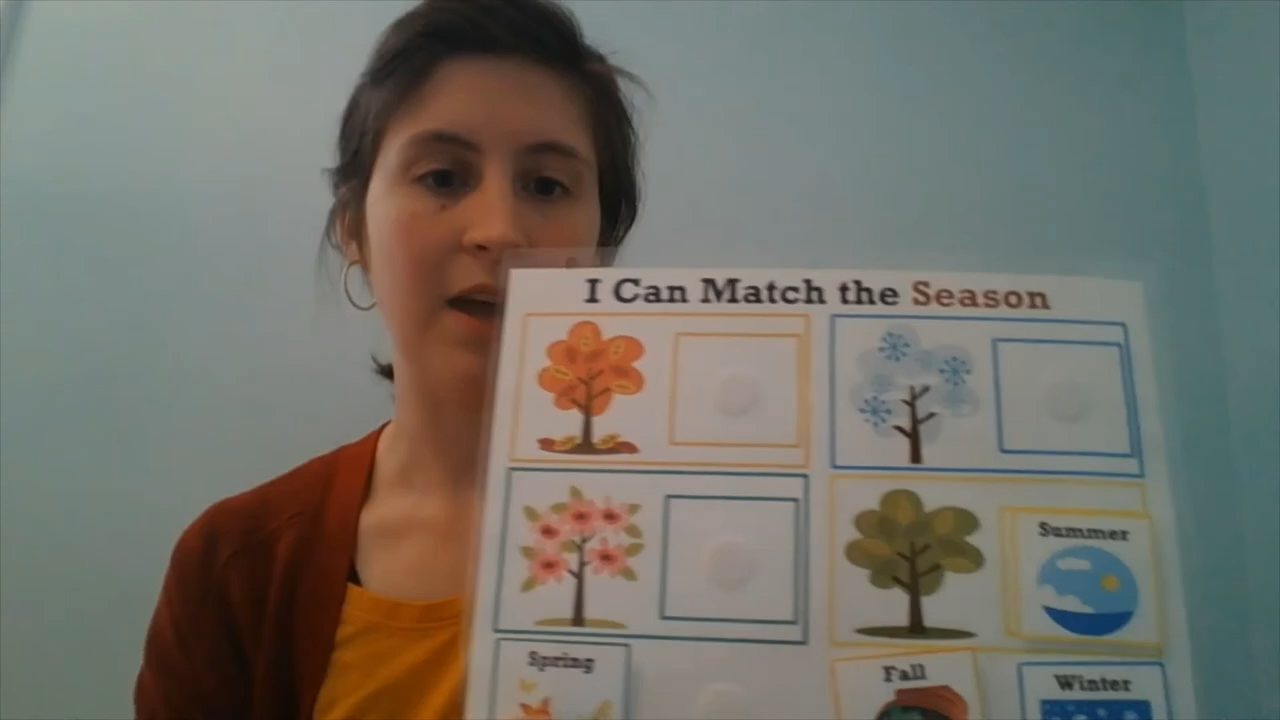 I Can Match the Season
Summer
Spring
Fall
Winter